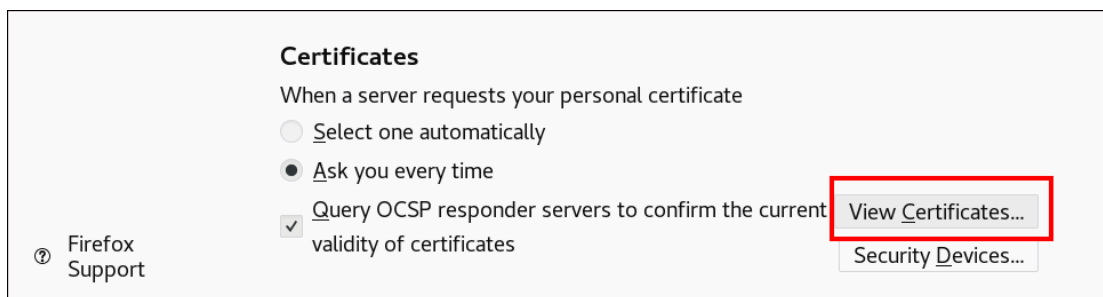 Certificates
When a server requests your personal certificate
Select one automatically
Ask you every time
Query OCSP responder servers to confirm the current
validity of certificates
View Certificates...
Security Devices...
Firefox
Support